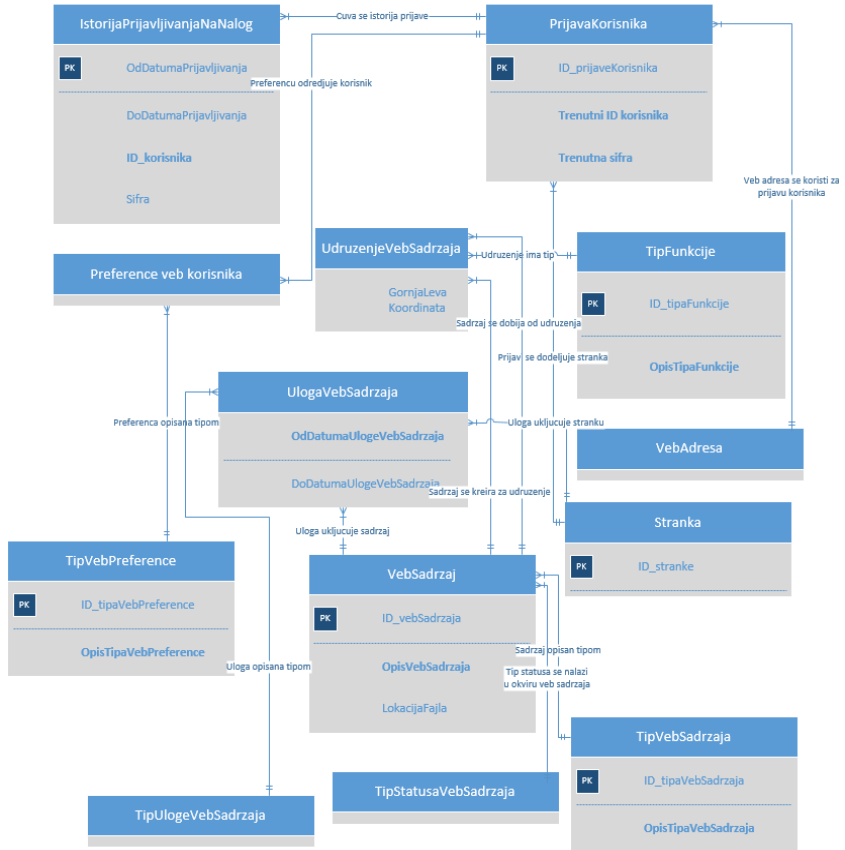 IstorijaPrijavljivanjaNaNalog
PK
OdDatumaPrijavljivanja
DoDatumaPrijavljivanja
ID_korisnika
Sifra
Cuva se istorija prijave
PrijavaKorisnika
PK
ID_prijaveKorisnika
Trenutni ID korisnika
Trenutna sifra
Preferencu odredjuje korisnik
Veb adresa se koristi za
prijavu korisnika
Preference veb korisnika
UdruzenjeVebSadrzaja
GornjaLeva
Koordinata
Udruzenje ima tip
TipFunkcije
PK
ID_tipaFunkcije
OpisTipaFunkcije
Sadrzaj se dobija od udruzenja
Prijavi se dodeljuje stranka
UlogaVebSadrzaja
OdDatumaUlogeVebSadrzaja
DoDatumaUlogeVebSadrzaja
Preferenca opisana tipom
Uloga ukljucuje stranku
VebAdresa
Sadrzaj se kreira za udruzenje
Stranka
PK
ID_stranke
Uloga ukljucuje sadrzaj
TipVebPreference
PK
ID_tipaVebPreference
OpisTipaVebPreference
VebSadrzaj
PK
ID_vebSadrzaja
OpisVebSadrzaja
LokacijaFajla
Uloga opisana tipom
Sadrzaj opisan tipom
Tip statusa se nalazi
u okviru veb sadrzaja
TipVebSadrzaja
PK
ID_tipaVebSadrzaja
OpisTipaVebSadrzaja
TipStatusaVebSadrzaja
TipUlogeVebSadrzaja